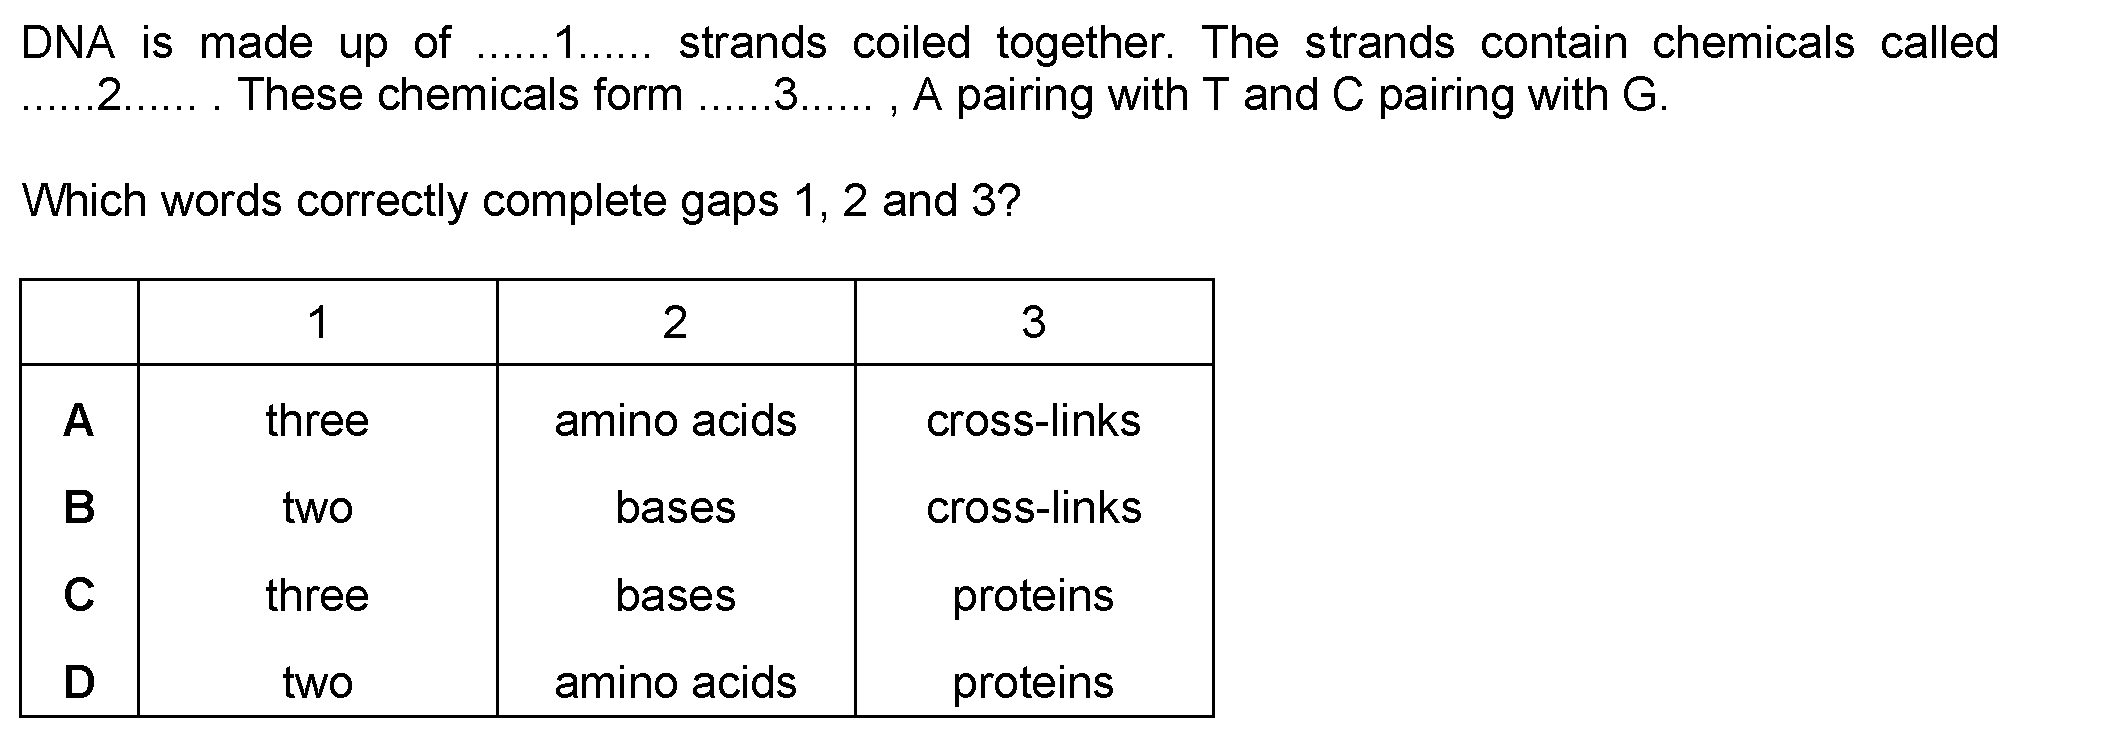 DNA is made up of ......1...... strands coiled together. The strands contain chemicals called
......2...... . These chemicals form ......3...... , A pairing with T and C pairing with G.
Which words correctly complete gaps 1, 2 and 3?
1 2 3
A three amino acids cross-links
B two bases cross-links
C three bases proteins
D two amino acids proteins